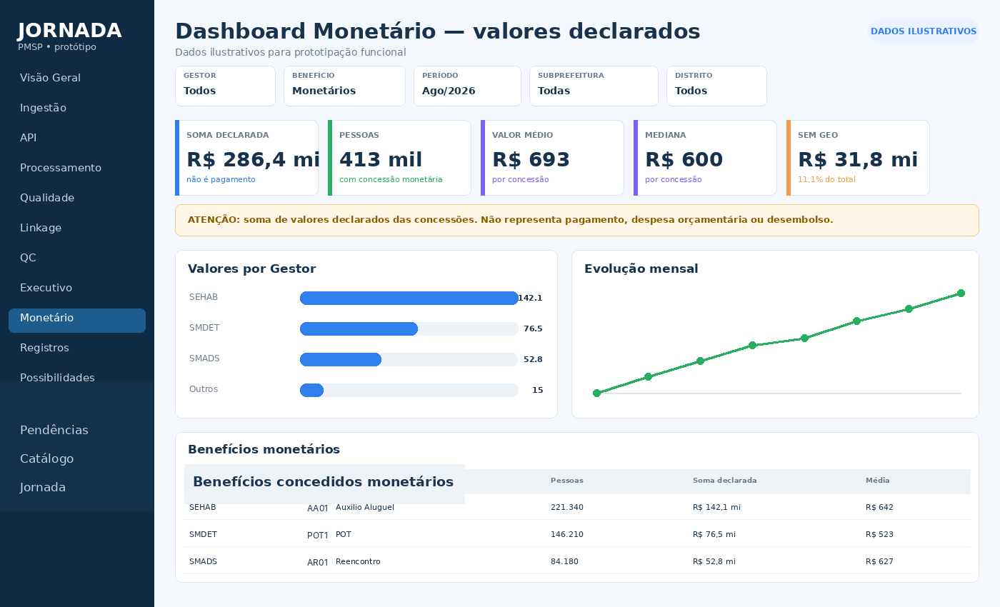 JORNADA
PMSP • protótipo
Visão Geral
Ingestão
API
Processamento
Qualidade
Linkage
QC
Executivo
Monetário
Registros
Possibilidades
Pendências
Catálogo
Jornada
Dashboard Monetário — valores declarados
DADOS ILUSTRATIVOS
Dados ilustrativos para prototipação funcional
GESTOR
Todos
BENEFÍCIO
Monetários
PERÍODO
Ago/2026
SUBPREFEITURA
Todas
DISTRITO
Todos
SOMA DECLARADA
R$ 286,4 mi
não é pagamento
PESSOAS
413 mil
com concessão monetária
VALOR MÉDIO
R$ 693
por concessão
MEDIANA
R$ 600
por concessão
SEM GEO
R$ 31,8 mi
11,1% do total
ATENÇÃO: soma de valores declarados das concessões. Não representa pagamento, despesa orçamentária ou desembolso.
Valores por Gestor
SEHAB 142.1
SMDET 76.5
SMADS 52.8
Outros 15
Evolução mensal
Benefícios monetários
Benefícios concedidos monetários Pessoas Soma declarada Média
SEHAB AA01 Auxílio Aluguel 221.340 R$ 142,1 mi R$ 642
SMDET POT1 POT 146.210 R$ 76,5 mi R$ 523
SMADS AR01 Reencontro 84.180 R$ 52,8 mi R$ 627